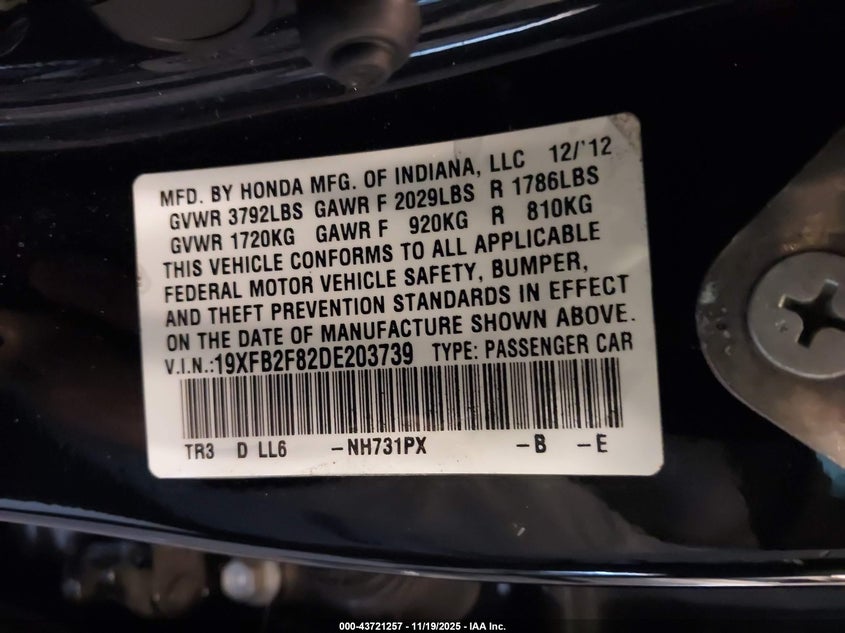 MFD. BY HONDA MFG. OF INDIANA, LLC 12/'12
GVWR 3792LBS GAWR F 2029LBS R 1786LBS
GVWR 1720KG GAWR F 920KG R 810KG
THIS VEHICLE CONFORMS TO ALL APPLICABLE
FEDERAL MOTOR VEHICLE SAFETY, BUMPER,
AND THEFT PREVENTION STANDARDS IN EFFECT
ON THE DATE OF MANUFACTURE SHOWN ABOVE.
V.I.N.:19XFB2F82DE203739 TYPE: PASSENGER CAR
TR3 D LL6 -NH731PX -B -E
000-43721257 - 11/19/2025 - IAA Inc.